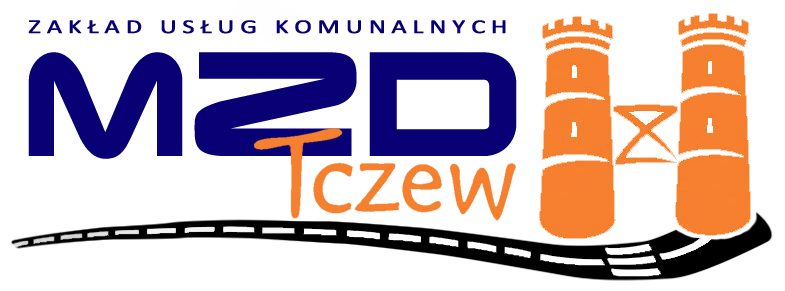 ZAKŁAD USŁUG KOMUNALNYCH
MZD
Tczew